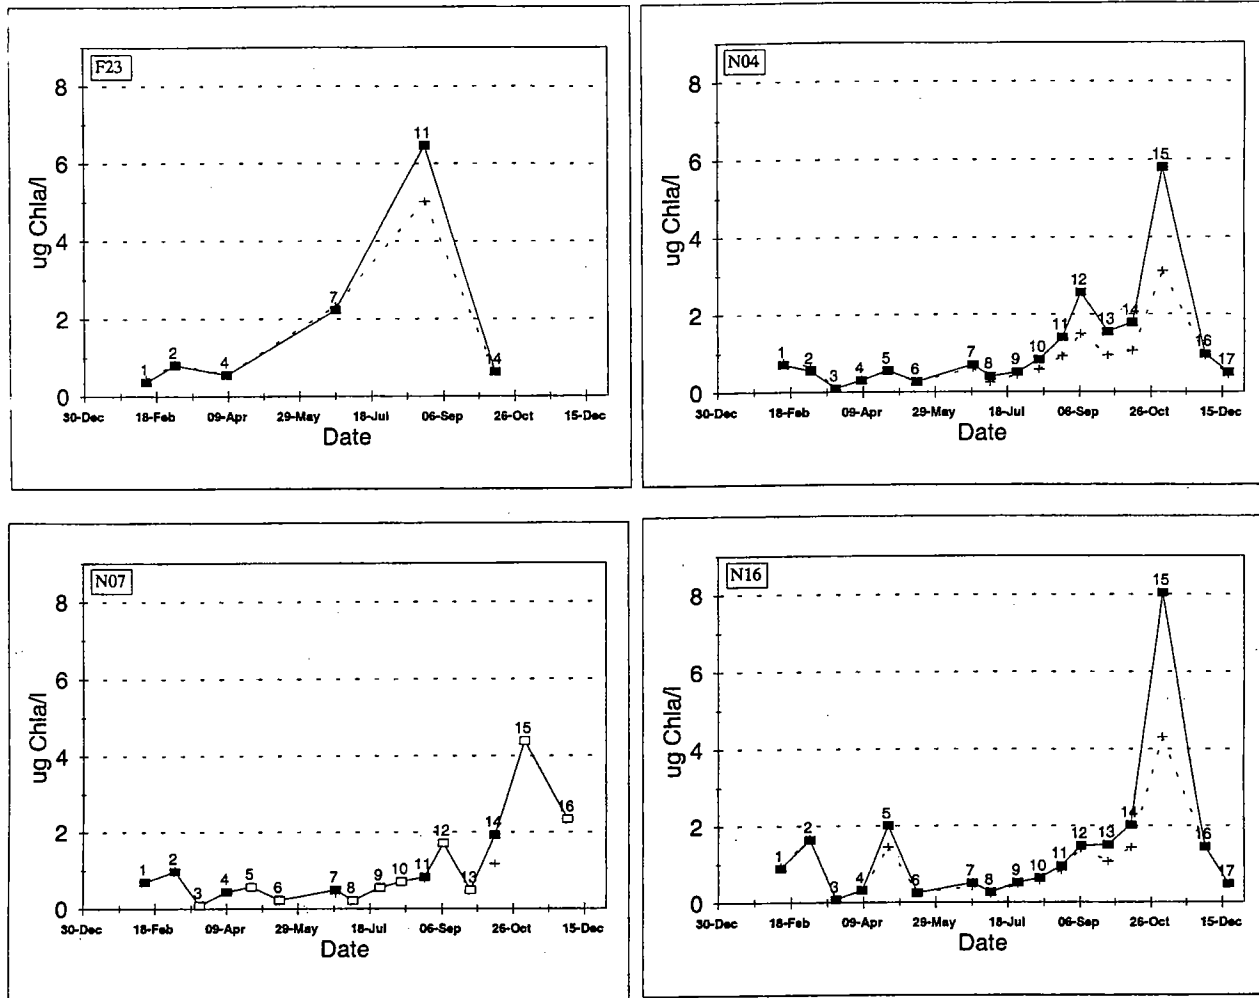 F23
ug Chla/l
8
6
4
2
0
1 2 4 7 11 14
30-Dec 18-Feb 09-Apr 29-May 18-Jul 06-Sep 26-Oct 15-Dec
Date
N04
ug Chla/l
8
6
4
2
0
1 2 3 4 5 6 7 8 9 10 11 12 13 14 15 16 17
30-Dec 18-Feb 09-Apr 29-May 18-Jul 06-Sep 26-Oct 15-Dec
Date
N07
ug Chla/l
8
6
4
2
0
1 2 3 4 5 6 7 8 9 10 11 12 13 14 15 16
30-Dec 18-Feb 09-Apr 29-May 18-Jul 06-Sep 26-Oct 15-Dec
Date
N16
ug Chla/l
8
6
4
2
0
1 2 3 4 5 6 7 8 9 10 11 12 13 14 15 16 17
30-Dec 18-Feb 09-Apr 29-May 18-Jul 06-Sep 26-Oct 15-Dec
Date